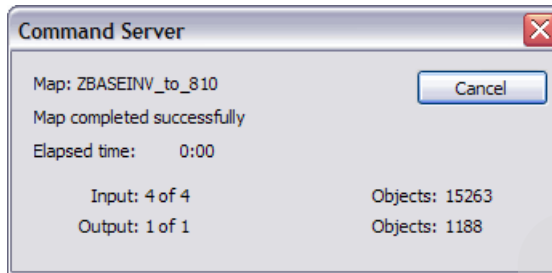 Command Server
Map: ZBASEINV_to_810
Cancel
Map completed successfully
Elapsed time: 0:00
Input: 4 of 4 Objects: 15263
Output: 1 of 1 Objects: 1188